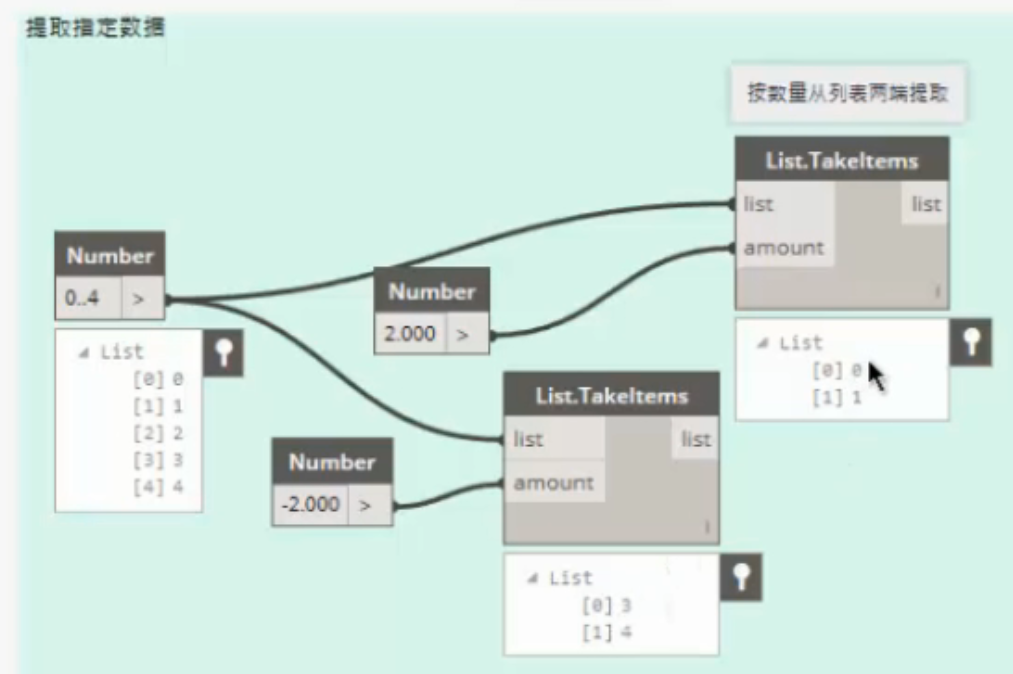 提取指定数据
按数量从列表两端提取
List.TakeItems
list list
amount
l
Number
0..4 >
List
[0] 0
[1] 1
[2] 2
[3] 3
[4] 4
Number
2.000 >
List
[0] 0
[1] 1
List.TakeItems
list list
amount
l
Number
-2.000 >
List
[0] 3
[1] 4